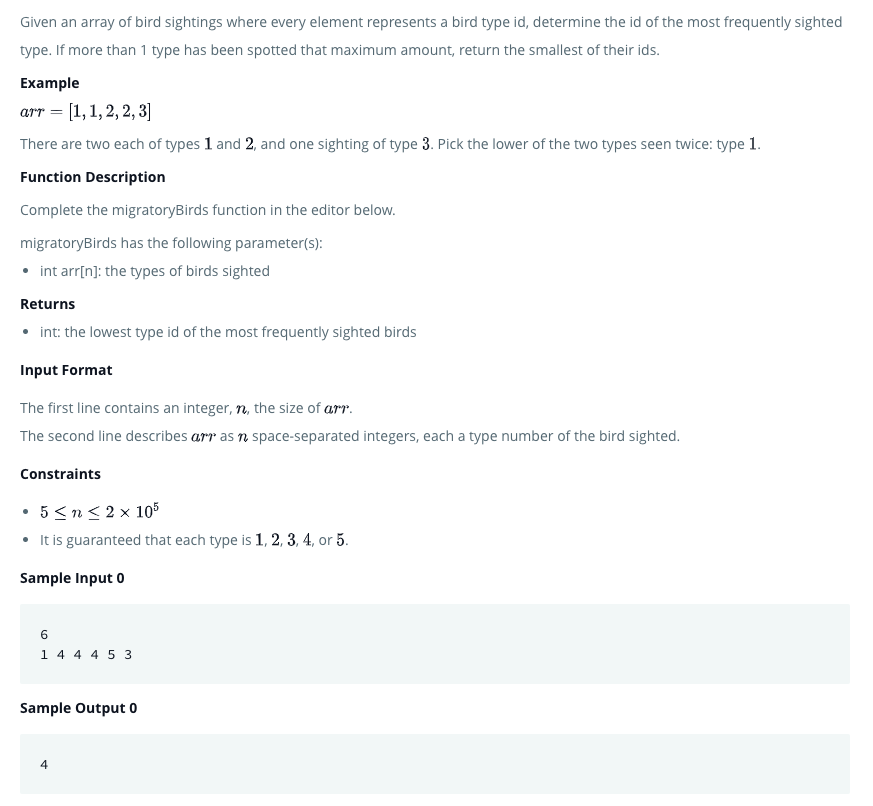 Given an array of bird sightings where every element represents a bird type id, determine the id of the most frequently sighted
type. If more than 1 type has been spotted that maximum amount, return the smallest of their ids.
Example
arr = [1, 1, 2, 2, 3]
There are two each of types 1 and 2, and one sighting of type 3. Pick the lower of the two types seen twice: type 1.
Function Description
Complete the migratoryBirds function in the editor below.
migratoryBirds has the following parameter(s):
• int arr[n]: the types of birds sighted
Returns
• int: the lowest type id of the most frequently sighted birds
Input Format
The first line contains an integer, n, the size of arr.
The second line describes arr as n space-separated integers, each a type number of the bird sighted.
Constraints
• 5 ≤ n ≤ 2 × 10⁵
• It is guaranteed that each type is 1, 2, 3, 4, or 5.
Sample Input 0
6
1 4 4 4 5 3
Sample Output 0
4